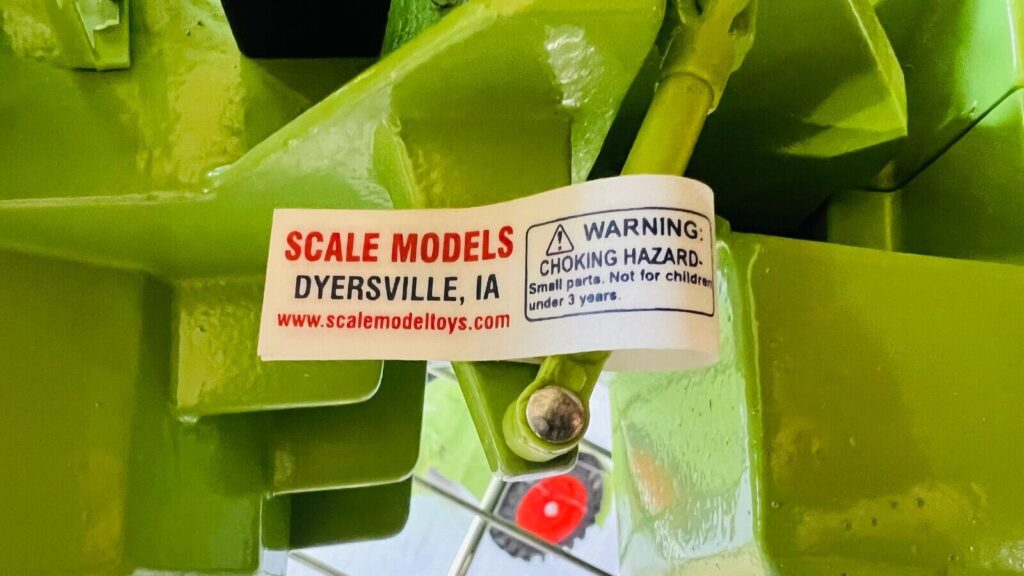 SCALE MODELS
DYERSVILLE, IA
www.scalemodeltoys.com
WARNING:
CHOKING HAZARD-
Small parts. Not for children
under 3 years.